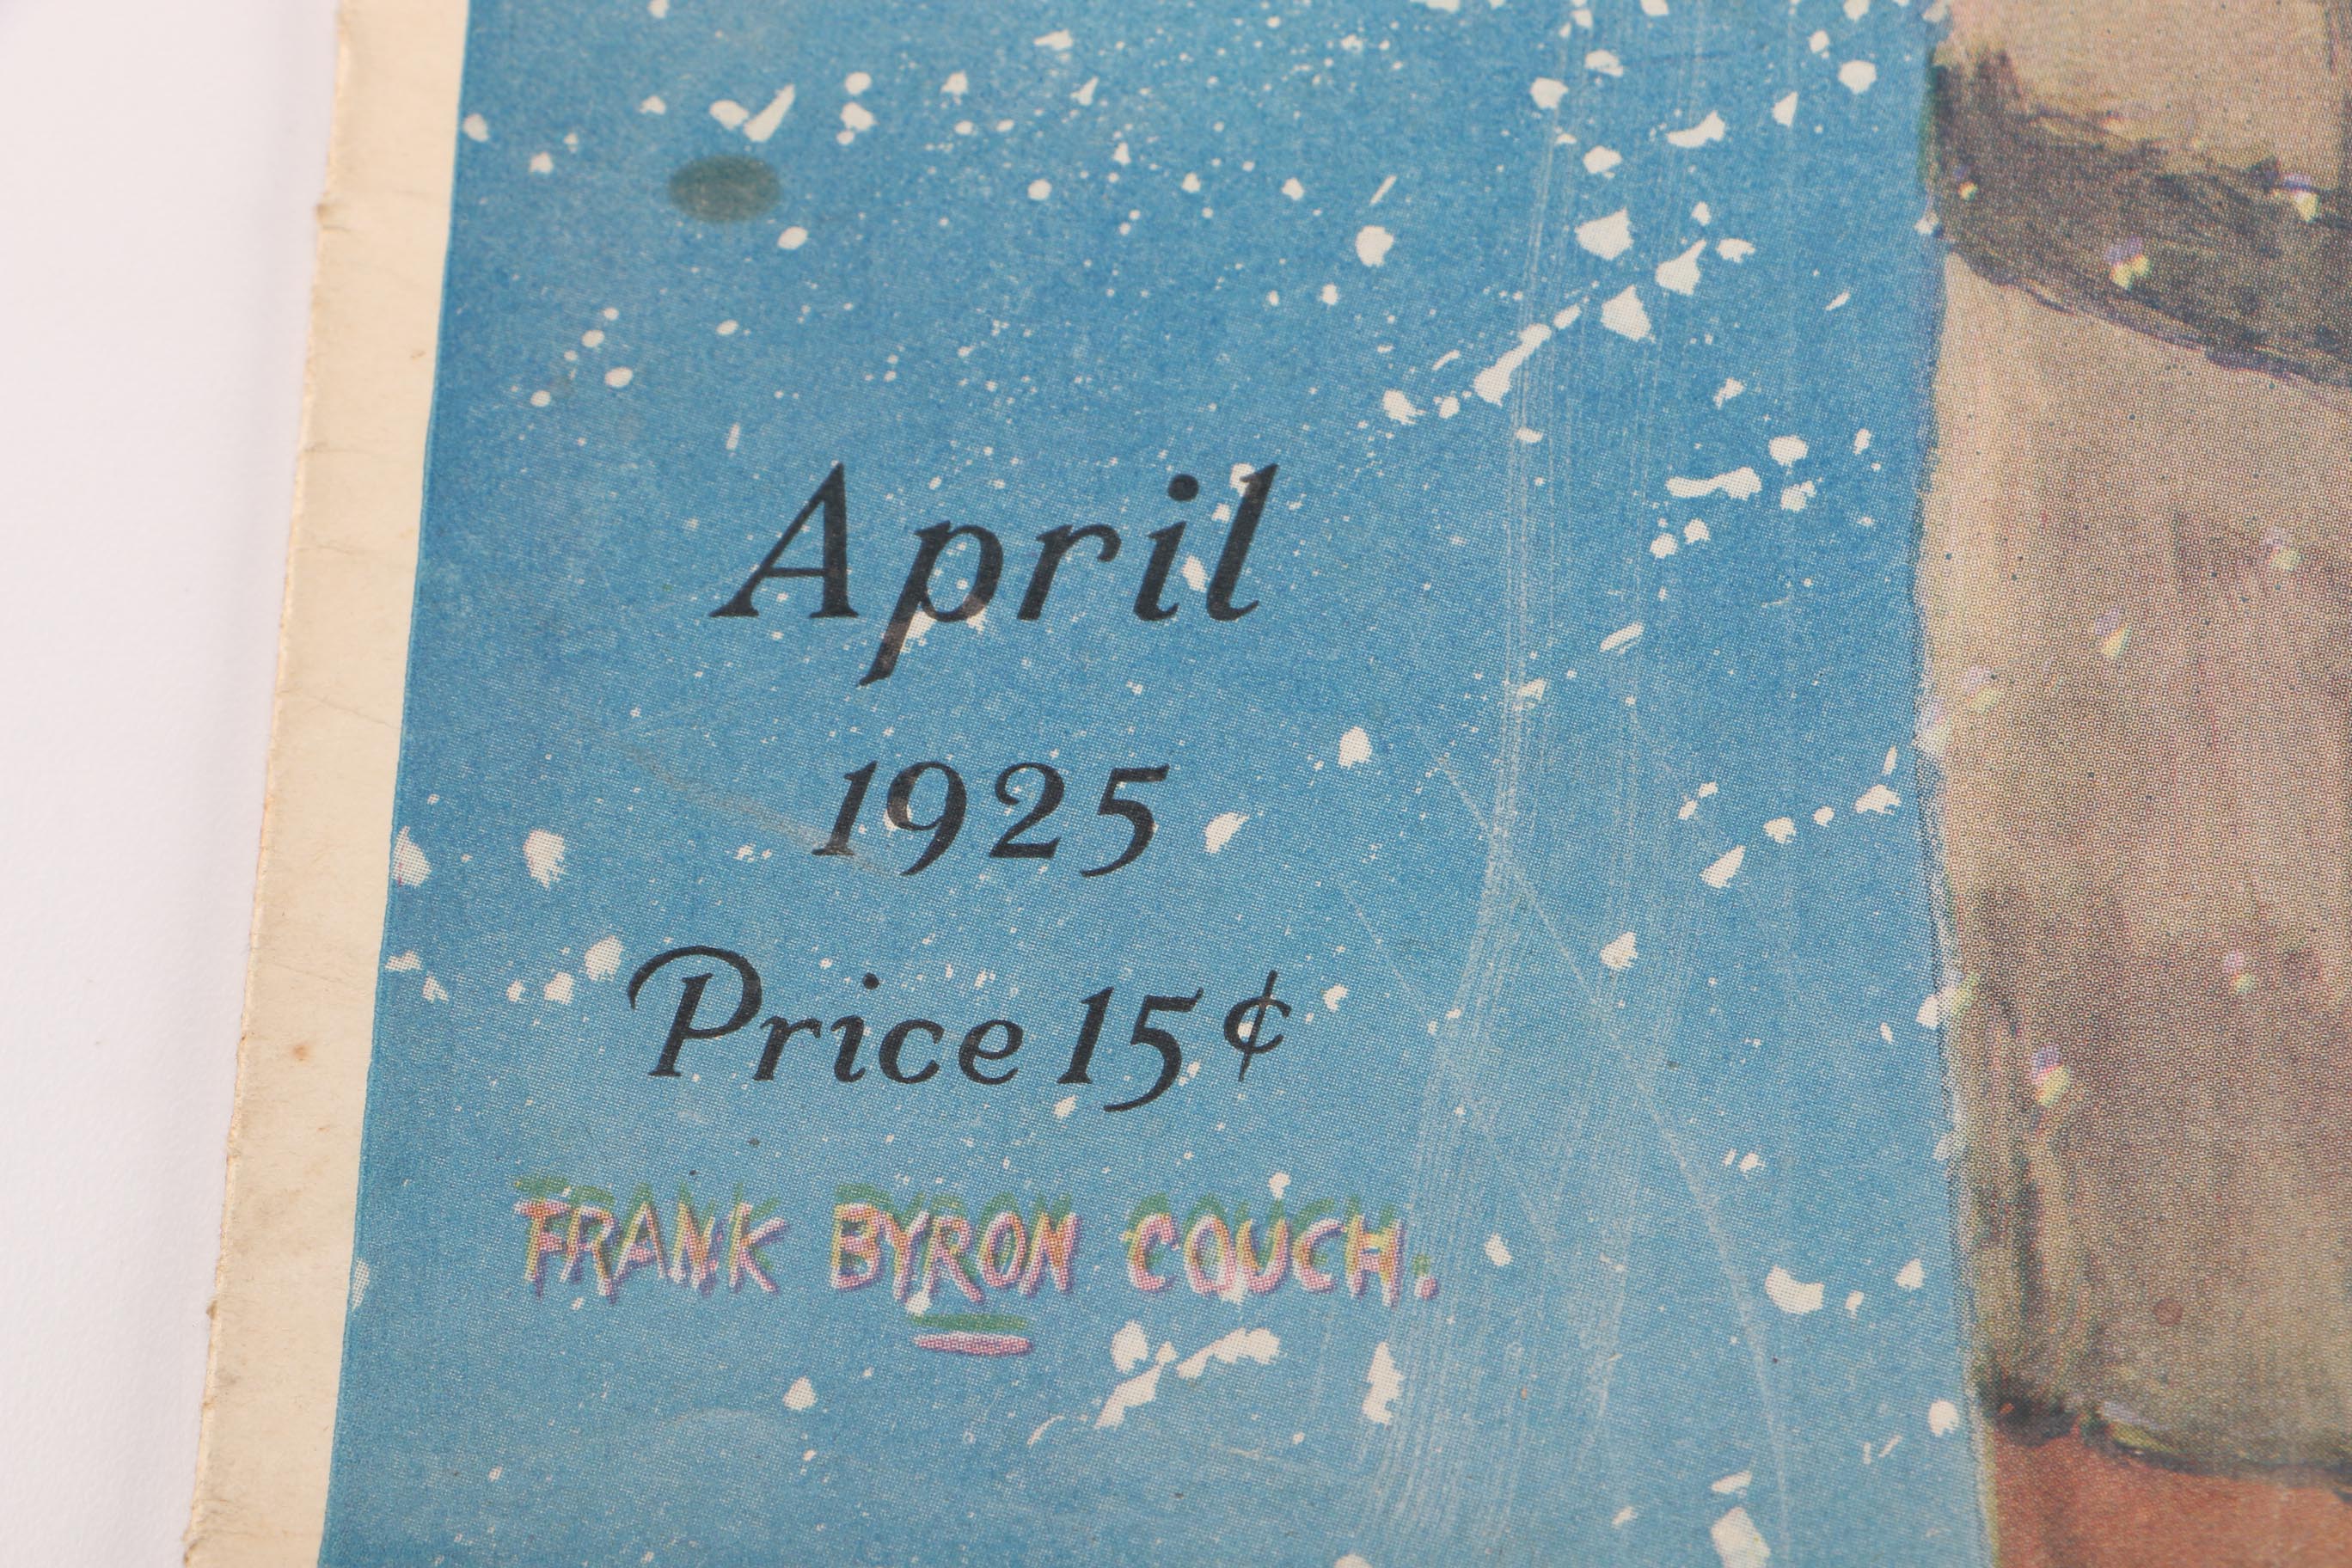 April
1925
Price 15¢
FRANK BYRON COUCH.